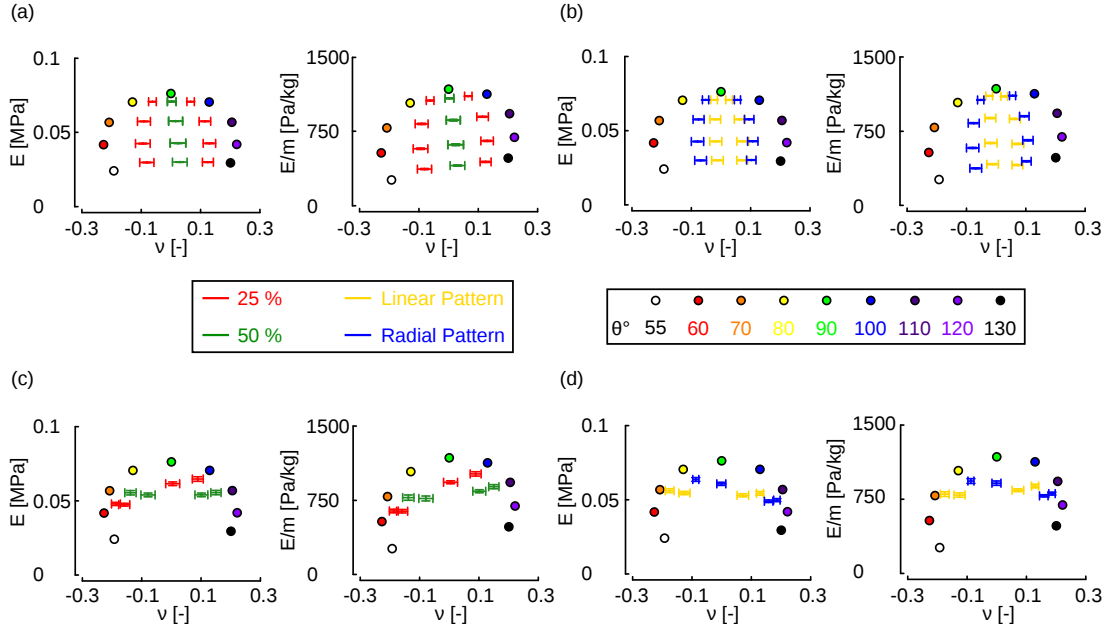 (a)
(b)
0.1
0.05
0
E [MPa]
-0.3 -0.1 0.1 0.3
ν [-]
1500
750
0
E/m [Pa/kg]
-0.3 -0.1 0.1 0.3
ν [-]
0.1
0.05
0
E [MPa]
-0.3 -0.1 0.1 0.3
ν [-]
1500
750
0
E/m [Pa/kg]
-0.3 -0.1 0.1 0.3
ν [-]
25 % Linear Pattern
50 % Radial Pattern
θ° 55 60 70 80 90 100 110 120 130
(c)
(d)
0.1
0.05
0
E [MPa]
-0.3 -0.1 0.1 0.3
ν [-]
1500
750
0
E/m [Pa/kg]
-0.3 -0.1 0.1 0.3
ν [-]
0.1
0.05
0
E [MPa]
-0.3 -0.1 0.1 0.3
ν [-]
1500
750
0
E/m [Pa/kg]
-0.3 -0.1 0.1 0.3
ν [-]